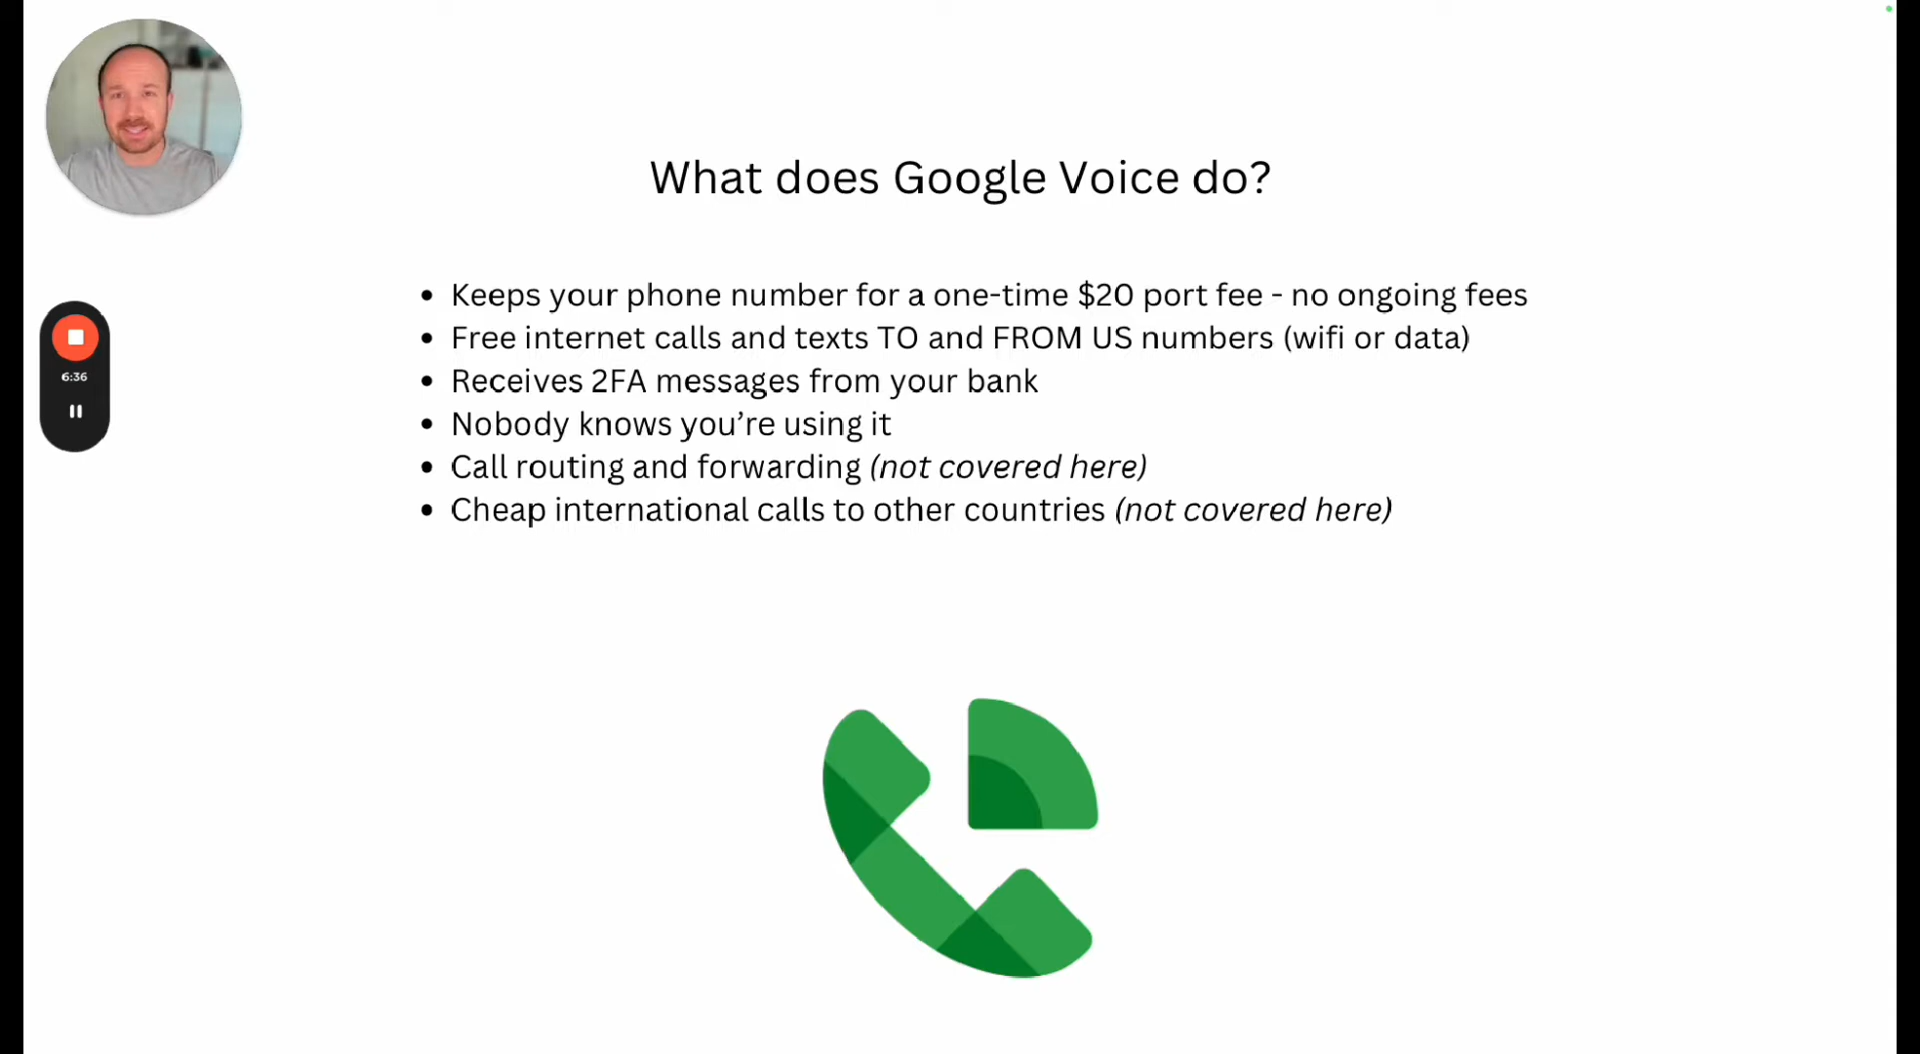 What does Google Voice do?
• Keeps your phone number for a one-time $20 port fee - no ongoing fees
• Free internet calls and texts TO and FROM US numbers (wifi or data)
• Receives 2FA messages from your bank
• Nobody knows you’re using it
• Call routing and forwarding (not covered here)
• Cheap international calls to other countries (not covered here)
6:36